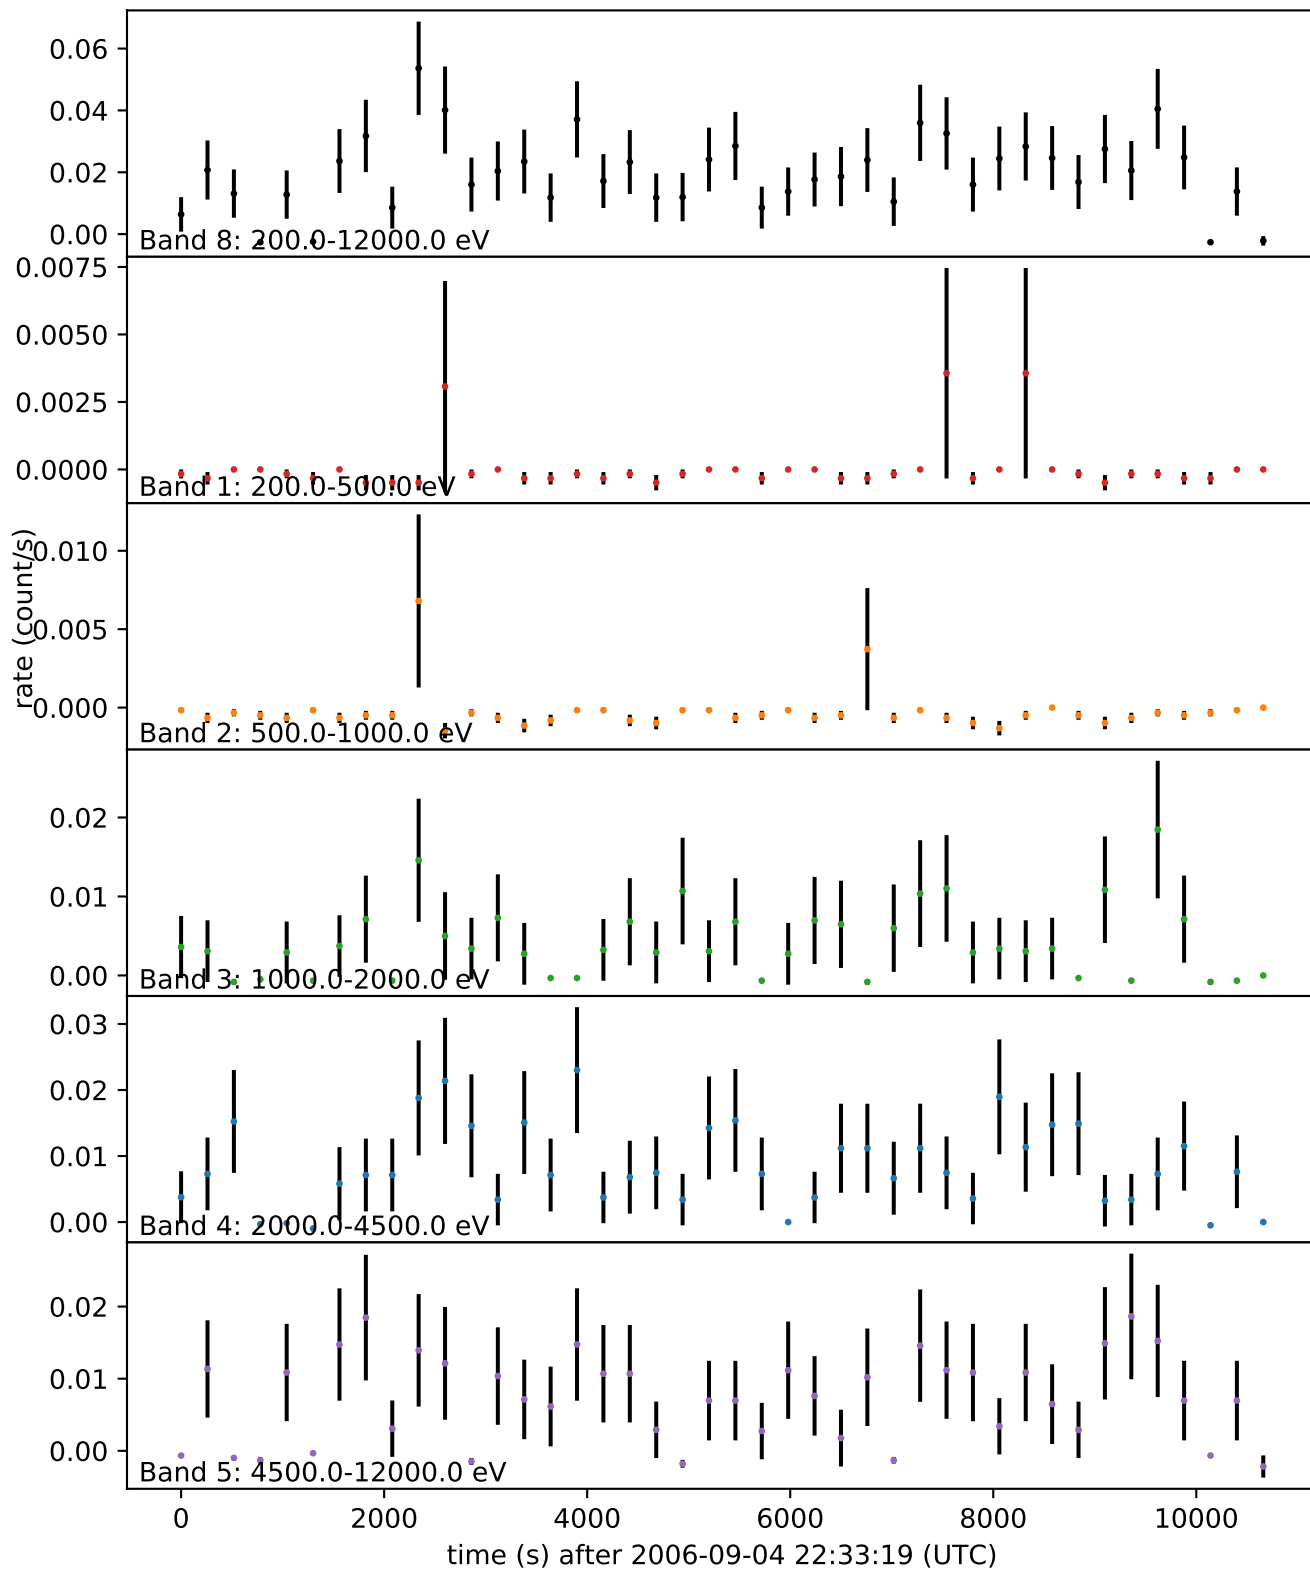 0.06
0.04
0.02
0.00
Band 8: 200.0-12000.0 eV
0.0075
0.0050
0.0025
0.0000
Band 1: 200.0-500.0 eV
rate (count/s)
0.010
0.005
0.000
Band 2: 500.0-1000.0 eV
0.02
0.01
0.00
Band 3: 1000.0-2000.0 eV
0.03
0.02
0.01
0.00
Band 4: 2000.0-4500.0 eV
0.02
0.01
0.00
Band 5: 4500.0-12000.0 eV
0 2000 4000 6000 8000 10000
time (s) after 2006-09-04 22:33:19 (UTC)